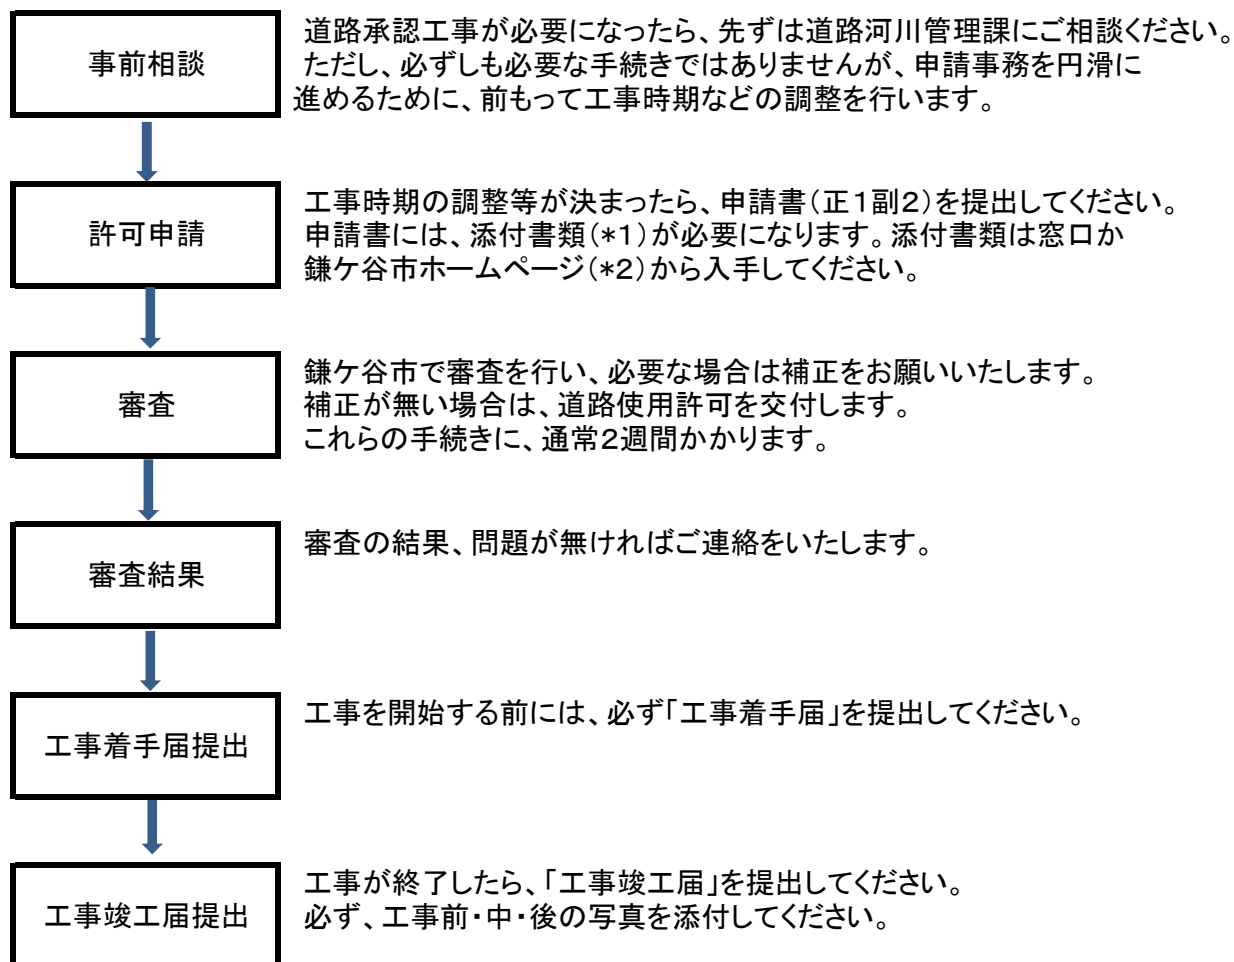 事前相談
道路承認工事が必要になったら、先ずは道路河川管理課にご相談ください。
ただし、必ずしも必要な手続きではありませんが、申請事務を円滑に
進めるために、前もって工事時期などの調整を行います。
許可申請
工事時期の調整等が決まったら、申請書(正1副2)を提出してください。
申請書には、添付書類(*1)が必要になります。添付書類は窓口か
鎌ケ谷市ホームページ(*2)から入手してください。
審査
鎌ケ谷市で審査を行い、必要な場合は補正をお願いいたします。
補正が無い場合は、道路使用許可を交付します。
これらの手続きに、通常2週間かかります。
審査結果
審査の結果、問題が無ければご連絡をいたします。
工事着手届提出
工事を開始する前には、必ず「工事着手届」を提出してください。
工事竣工届提出
工事が終了したら、「工事竣工届」を提出してください。
必ず、工事前・中・後の写真を添付してください。